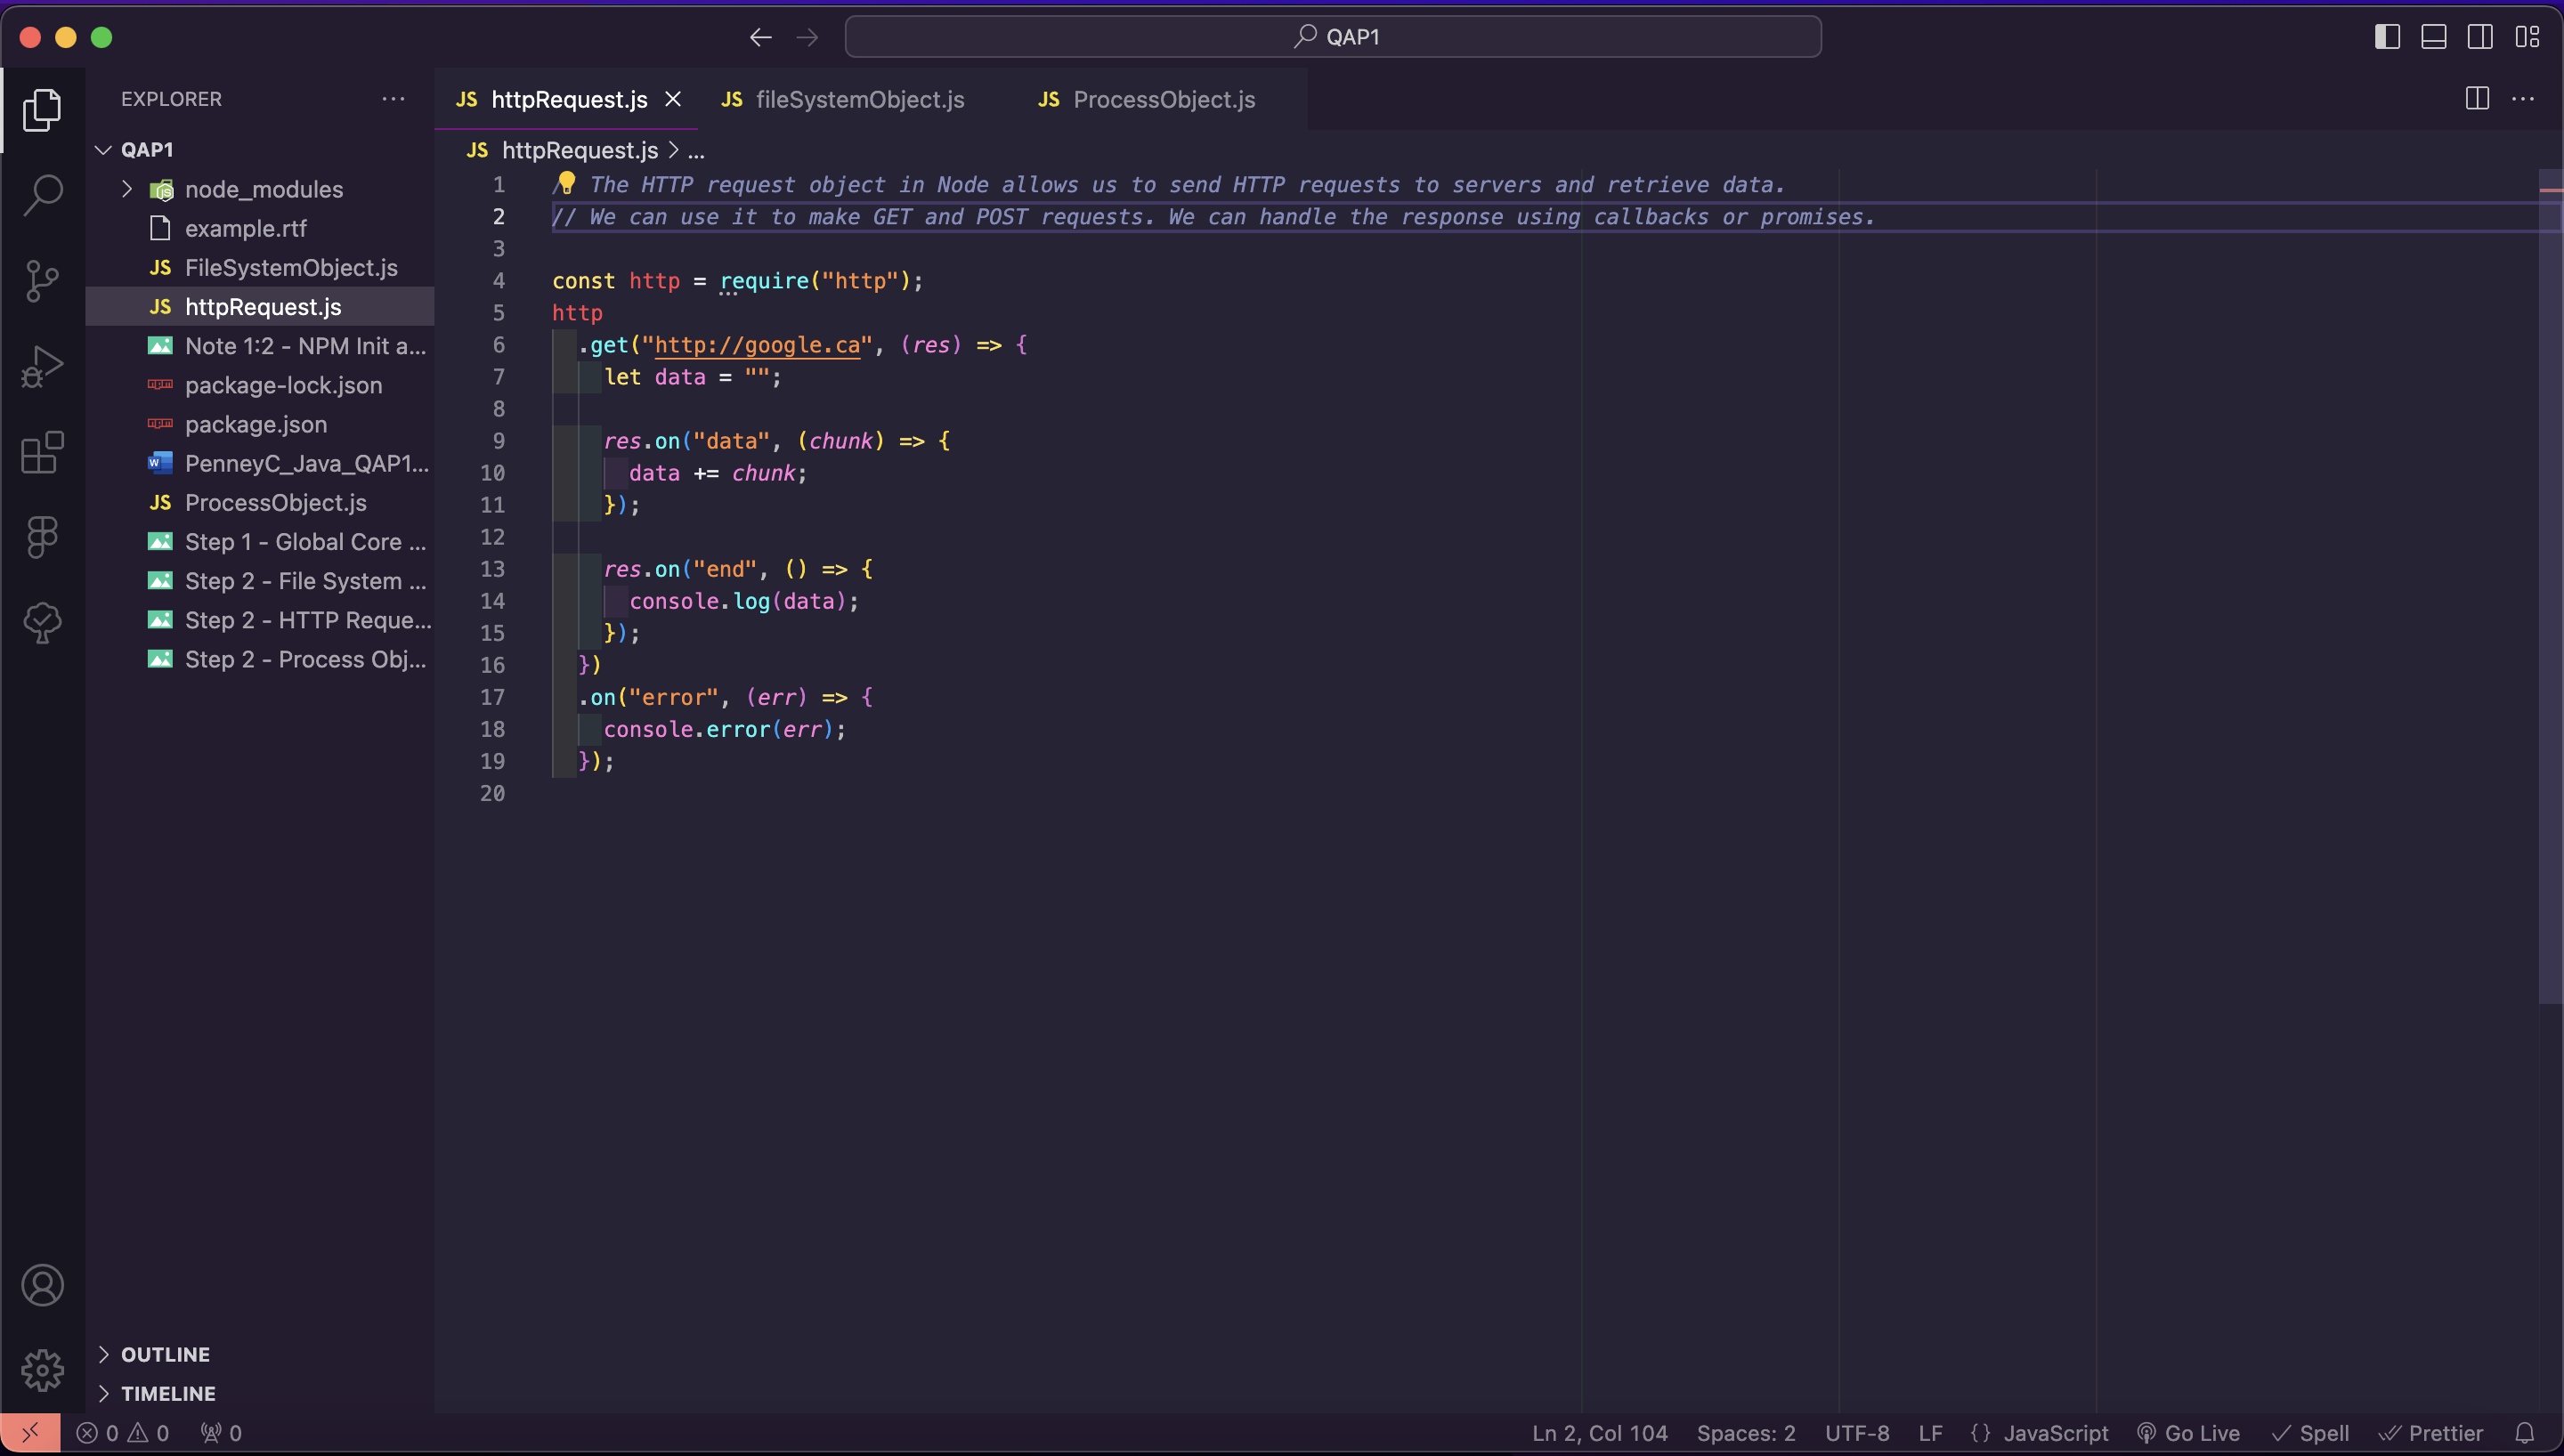 QAP1
EXPLORER
QAP1
node_modules
example.rtf
JS FileSystemObject.js
JS httpRequest.js
Note 1:2 - NPM Init a...
package-lock.json
package.json
W PenneyC_Java_QAP1...
JS ProcessObject.js
Step 1 - Global Core ...
Step 2 - File System ...
Step 2 - HTTP Reque...
Step 2 - Process Obj...
OUTLINE
TIMELINE
JS httpRequest.js
JS fileSystemObject.js
JS ProcessObject.js
JS httpRequest.js > ...
1 / The HTTP request object in Node allows us to send HTTP requests to servers and retrieve data.
2 // We can use it to make GET and POST requests. We can handle the response using callbacks or promises.
3
4 const http = require("http");
5 http
6 .get("http://google.ca", (res) => {
7 let data = "";
8
9 res.on("data", (chunk) => {
10 data += chunk;
11 });
12
13 res.on("end", () => {
14 console.log(data);
15 });
16 })
17 .on("error", (err) => {
18 console.error(err);
19 });
20
0 0 0 Ln 2, Col 104 Spaces: 2 UTF-8 LF {} JavaScript Go Live Spell Prettier